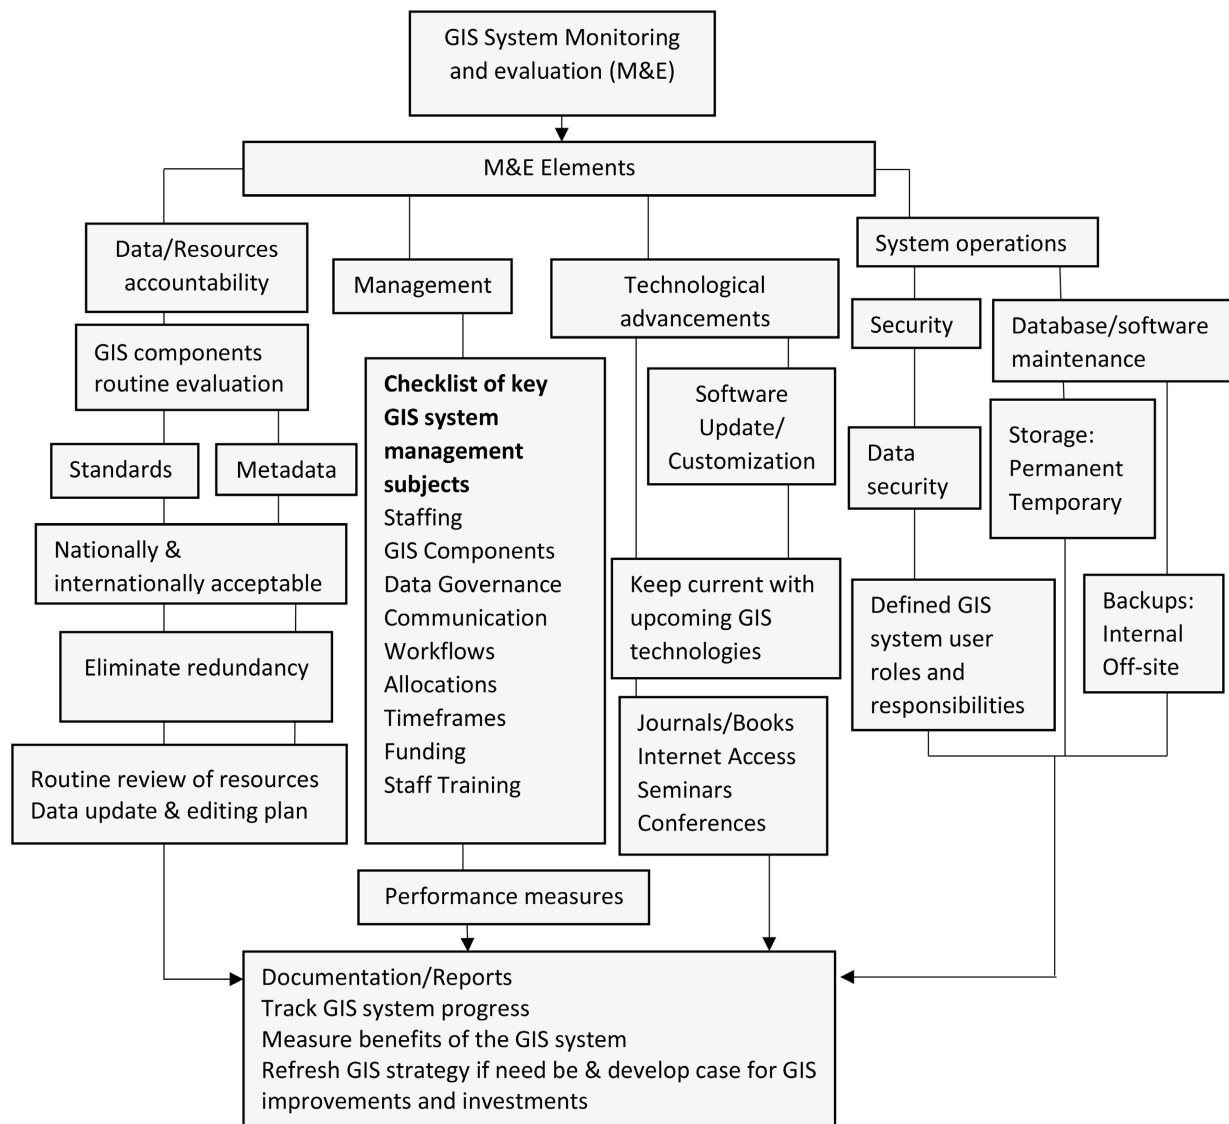 GIS System Monitoring
and evaluation (M&E)
M&E Elements
Data/Resources
accountability
GIS components
routine evaluation
Standards
Metadata
Nationally &
internationally acceptable
Eliminate redundancy
Routine review of resources
Data update & editing plan
Management
Checklist of key
GIS system
management
subjects
Staffing
GIS Components
Data Governance
Communication
Workflows
Allocations
Timeframes
Funding
Staff Training
Performance measures
Technological
advancements
Software
Update/
Customization
Keep current with
upcoming GIS
technologies
Journals/Books
Internet Access
Seminars
Conferences
System operations
Security
Data
security
Defined GIS
system user
roles and
responsibilities
Database/software
maintenance
Storage:
Permanent
Temporary
Backups:
Internal
Off-site
Documentation/Reports
Track GIS system progress
Measure benefits of the GIS system
Refresh GIS strategy if need be & develop case for GIS
improvements and investments